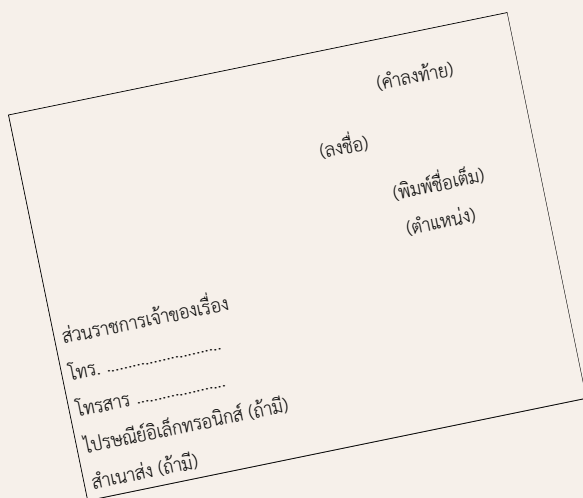 (คำลงท้าย)
(ลงชื่อ)
(พิมพ์ชื่อเต็ม)
(ตำแหน่ง)
ส่วนราชการเจ้าของเรื่อง
โทร. ........................
โทรสาร ...................
ไปรษณีย์อิเล็กทรอนิกส์ (ถ้ามี)
สำเนาส่ง (ถ้ามี)